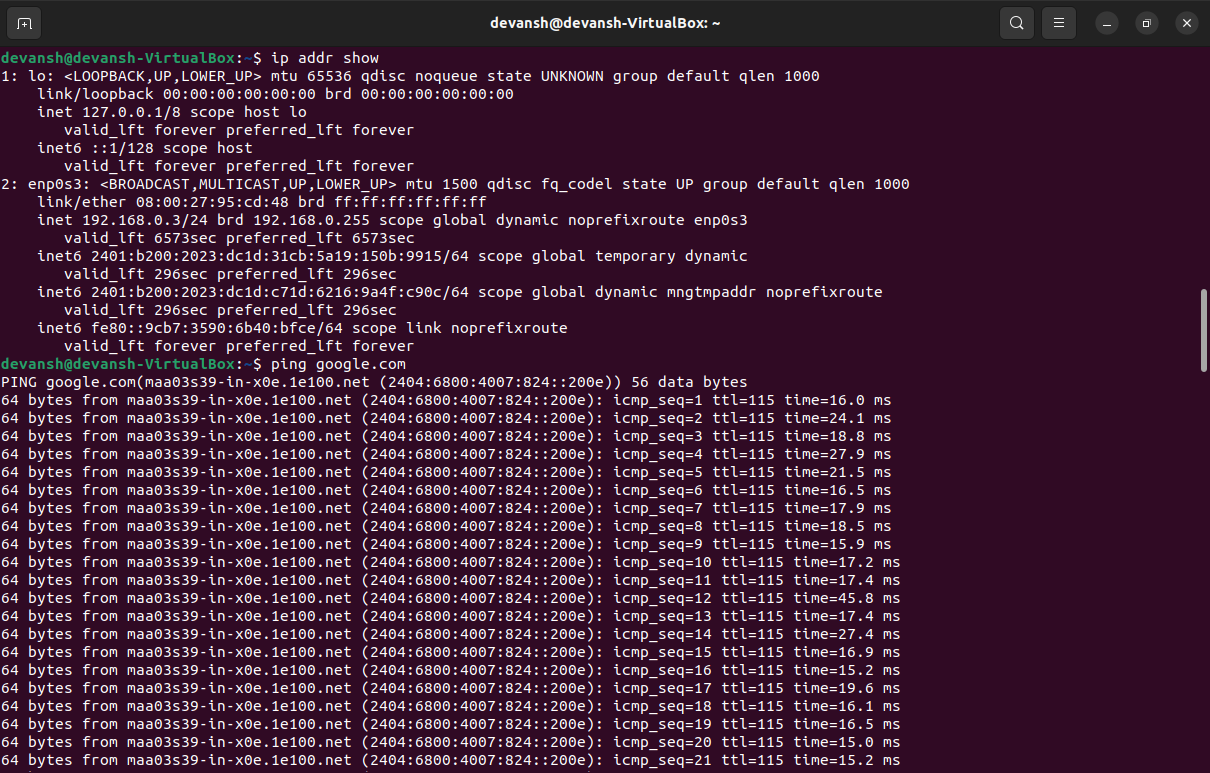 devansh@devansh-VirtualBox: ~
devansh@devansh-VirtualBox:~$ ip addr show
1: lo: <LOOPBACK,UP,LOWER_UP> mtu 65536 qdisc noqueue state UNKNOWN group default qlen 1000
    link/loopback 00:00:00:00:00:00 brd 00:00:00:00:00:00
    inet 127.0.0.1/8 scope host lo
       valid_lft forever preferred_lft forever
    inet6 ::1/128 scope host
       valid_lft forever preferred_lft forever
2: enp0s3: <BROADCAST,MULTICAST,UP,LOWER_UP> mtu 1500 qdisc fq_codel state UP group default qlen 1000
    link/ether 08:00:27:95:cd:48 brd ff:ff:ff:ff:ff:ff
    inet 192.168.0.3/24 brd 192.168.0.255 scope global dynamic noprefixroute enp0s3
       valid_lft 6573sec preferred_lft 6573sec
    inet6 2401:b200:2023:dc1d:31cb:5a19:150b:9915/64 scope global temporary dynamic
       valid_lft 296sec preferred_lft 296sec
    inet6 2401:b200:2023:dc1d:c71d:6216:9a4f:c90c/64 scope global dynamic mngtmpaddr noprefixroute
       valid_lft 296sec preferred_lft 296sec
    inet6 fe80::9cb7:3590:6b40:bfce/64 scope link noprefixroute
       valid_lft forever preferred_lft forever
devansh@devansh-VirtualBox:~$ ping google.com
PING google.com(maa03s39-in-x0e.1e100.net (2404:6800:4007:824::200e)) 56 data bytes
64 bytes from maa03s39-in-x0e.1e100.net (2404:6800:4007:824::200e): icmp_seq=1 ttl=115 time=16.0 ms
64 bytes from maa03s39-in-x0e.1e100.net (2404:6800:4007:824::200e): icmp_seq=2 ttl=115 time=24.1 ms
64 bytes from maa03s39-in-x0e.1e100.net (2404:6800:4007:824::200e): icmp_seq=3 ttl=115 time=18.8 ms
64 bytes from maa03s39-in-x0e.1e100.net (2404:6800:4007:824::200e): icmp_seq=4 ttl=115 time=27.9 ms
64 bytes from maa03s39-in-x0e.1e100.net (2404:6800:4007:824::200e): icmp_seq=5 ttl=115 time=21.5 ms
64 bytes from maa03s39-in-x0e.1e100.net (2404:6800:4007:824::200e): icmp_seq=6 ttl=115 time=16.5 ms
64 bytes from maa03s39-in-x0e.1e100.net (2404:6800:4007:824::200e): icmp_seq=7 ttl=115 time=17.9 ms
64 bytes from maa03s39-in-x0e.1e100.net (2404:6800:4007:824::200e): icmp_seq=8 ttl=115 time=18.5 ms
64 bytes from maa03s39-in-x0e.1e100.net (2404:6800:4007:824::200e): icmp_seq=9 ttl=115 time=15.9 ms
64 bytes from maa03s39-in-x0e.1e100.net (2404:6800:4007:824::200e): icmp_seq=10 ttl=115 time=17.2 ms
64 bytes from maa03s39-in-x0e.1e100.net (2404:6800:4007:824::200e): icmp_seq=11 ttl=115 time=17.4 ms
64 bytes from maa03s39-in-x0e.1e100.net (2404:6800:4007:824::200e): icmp_seq=12 ttl=115 time=45.8 ms
64 bytes from maa03s39-in-x0e.1e100.net (2404:6800:4007:824::200e): icmp_seq=13 ttl=115 time=17.4 ms
64 bytes from maa03s39-in-x0e.1e100.net (2404:6800:4007:824::200e): icmp_seq=14 ttl=115 time=27.4 ms
64 bytes from maa03s39-in-x0e.1e100.net (2404:6800:4007:824::200e): icmp_seq=15 ttl=115 time=16.9 ms
64 bytes from maa03s39-in-x0e.1e100.net (2404:6800:4007:824::200e): icmp_seq=16 ttl=115 time=15.2 ms
64 bytes from maa03s39-in-x0e.1e100.net (2404:6800:4007:824::200e): icmp_seq=17 ttl=115 time=19.6 ms
64 bytes from maa03s39-in-x0e.1e100.net (2404:6800:4007:824::200e): icmp_seq=18 ttl=115 time=16.1 ms
64 bytes from maa03s39-in-x0e.1e100.net (2404:6800:4007:824::200e): icmp_seq=19 ttl=115 time=16.5 ms
64 bytes from maa03s39-in-x0e.1e100.net (2404:6800:4007:824::200e): icmp_seq=20 ttl=115 time=15.0 ms
64 bytes from maa03s39-in-x0e.1e100.net (2404:6800:4007:824::200e): icmp_seq=21 ttl=115 time=15.2 ms